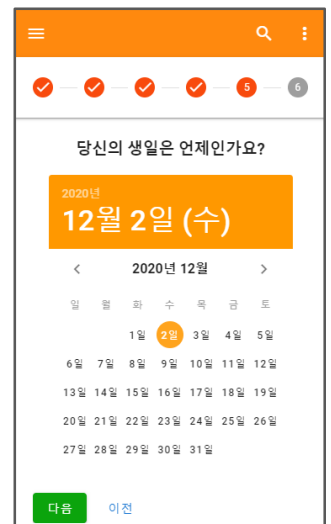 5 6
당신의 생일은 언제인가요?
2020년
12월 2일 (수)
2020년 12월
일 월 화 수 목 금 토
1일 2일 3일 4일 5일
6일 7일 8일 9일 10일 11일 12일
13일 14일 15일 16일 17일 18일 19일
20일 21일 22일 23일 24일 25일 26일
27일 28일 29일 30일 31일
다음 이전